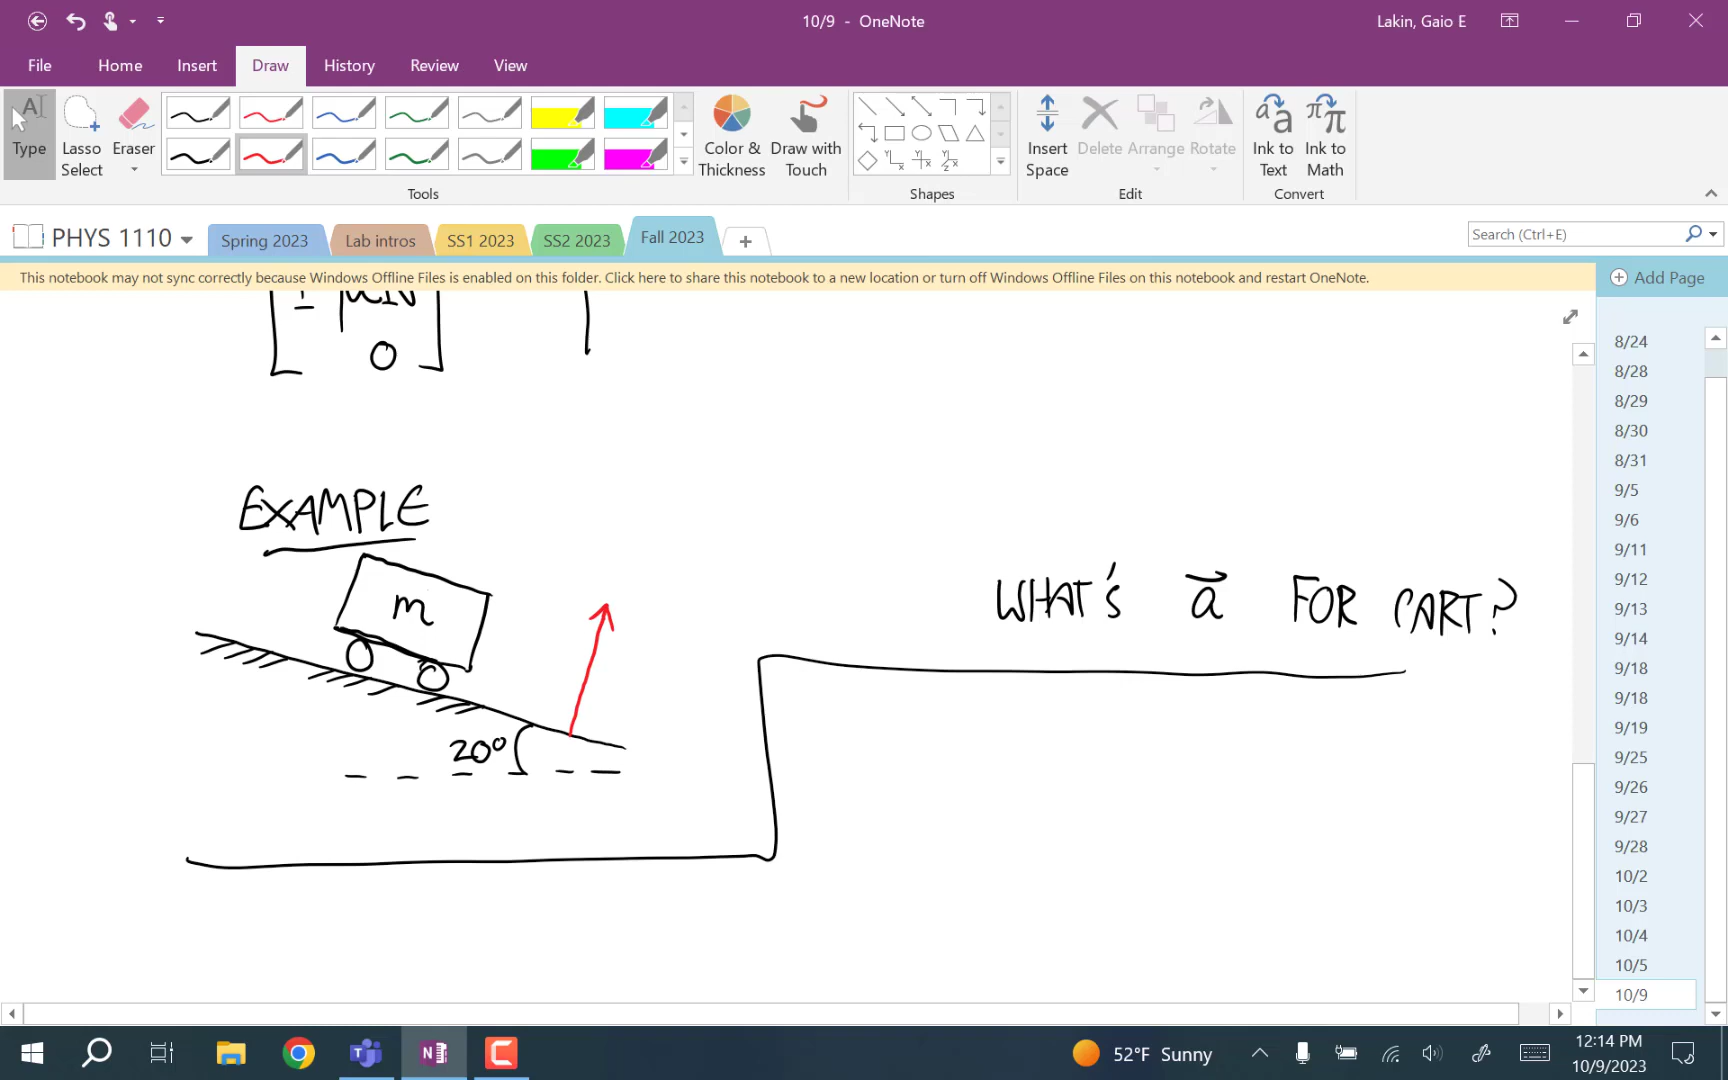 10/9 - OneNote
Lakin, Gaio E
File Home Insert Draw History Review View
Type
Lasso Select
Eraser
Color & Thickness
Draw with Touch
Insert Space
Delete Arrange Rotate
Ink to Text
Ink to Math
Tools
Shapes
Edit
Convert
PHYS 1110
Spring 2023 Lab intros SS1 2023 SS2 2023 Fall 2023
Search (Ctrl+E)
This notebook may not sync correctly because Windows Offline Files is enabled on this folder. Click here to share this notebook to a new location or turn off Windows Offline Files on this notebook and restart OneNote.
Add Page
0
EXAMPLE
m
20°
WHAT'S a⃗ FOR CART?
8/24
8/28
8/29
8/30
8/31
9/5
9/6
9/11
9/12
9/13
9/14
9/18
9/18
9/19
9/25
9/26
9/27
9/28
10/2
10/3
10/4
10/5
10/9
52°F Sunny
12:14 PM
10/9/2023